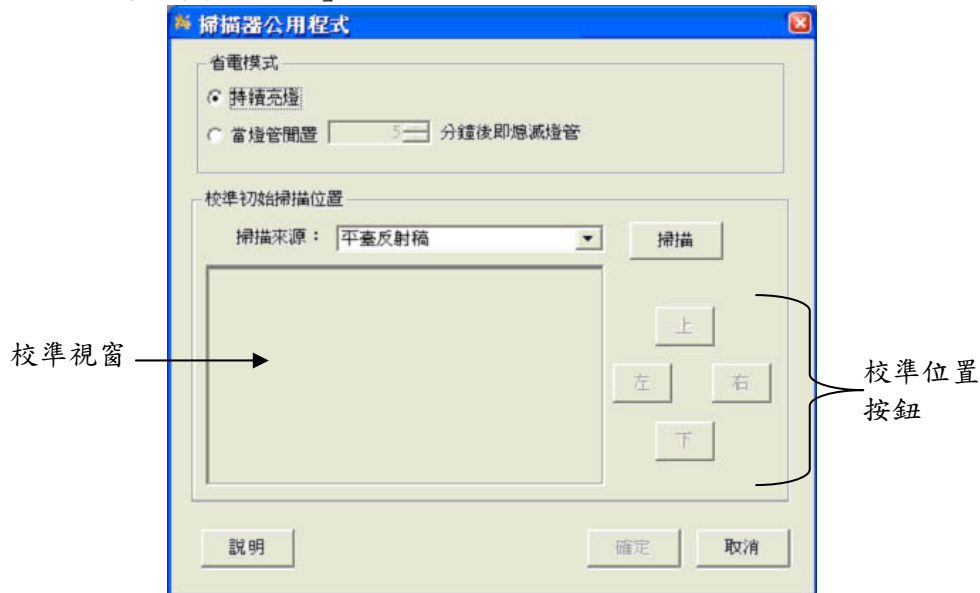 掃描器公用程式
省電模式
持續亮燈
當燈管閒置 5 分鐘後即熄滅燈管
校準初始掃描位置
掃描來源： 平臺反射稿 掃描
上
左 右
下
校準視窗
校準位置
按鈕
說明 確定 取消